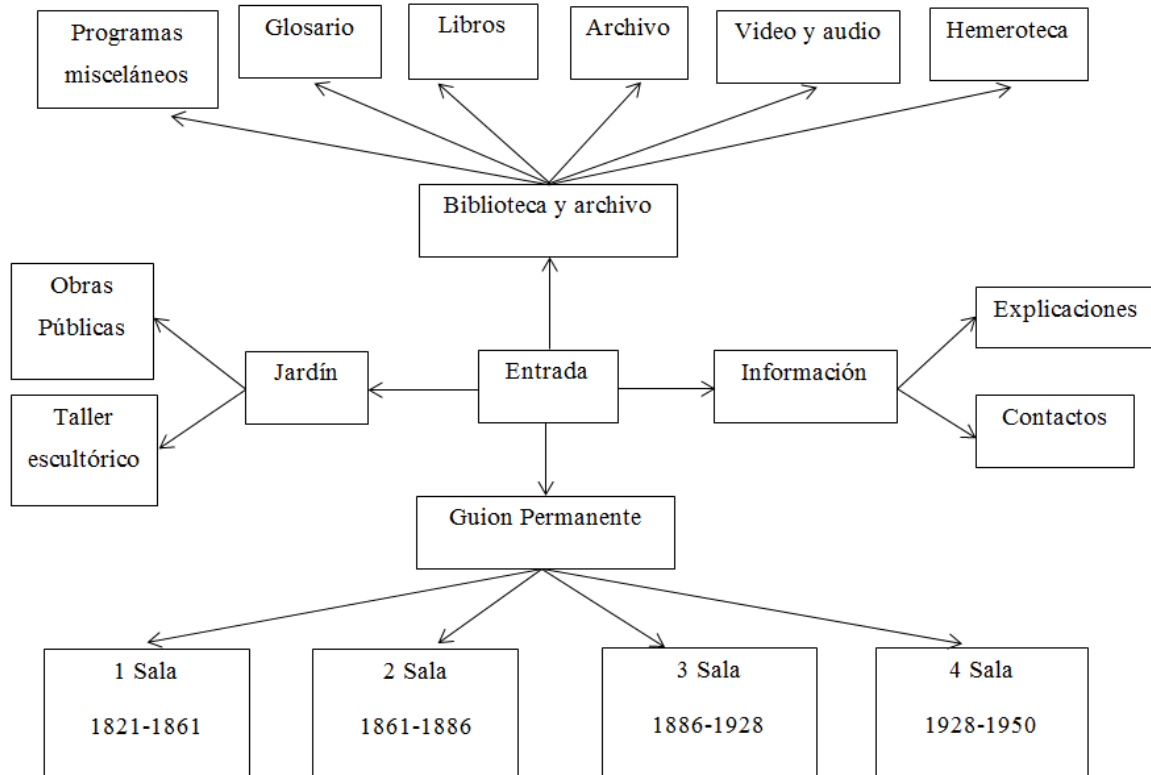 Programas
misceláneos
Glosario
Libros
Archivo
Video y audio
Hemeroteca
Biblioteca y archivo
Obras
Públicas
Explicaciones
Jardín
Entrada
Información
Taller
escultórico
Contactos
Guion Permanente
1 Sala
1821-1861
2 Sala
1861-1886
3 Sala
1886-1928
4 Sala
1928-1950